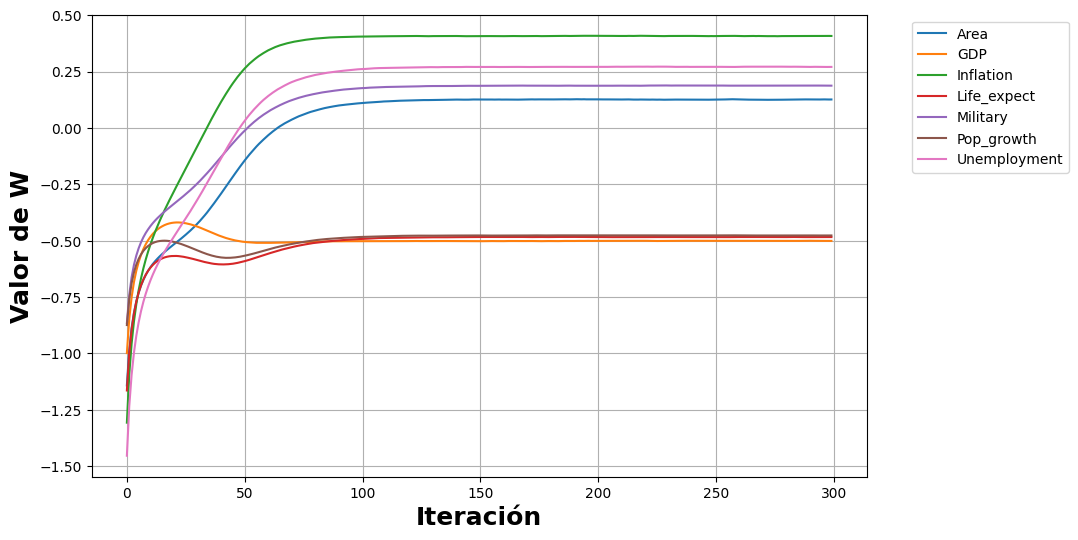 0.50
0.25
0.00
−0.25
−0.50
−0.75
−1.00
−1.25
−1.50
Valor de W
0 50 100 150 200 250 300
Iteración
Area
GDP
Inflation
Life_expect
Military
Pop_growth
Unemployment